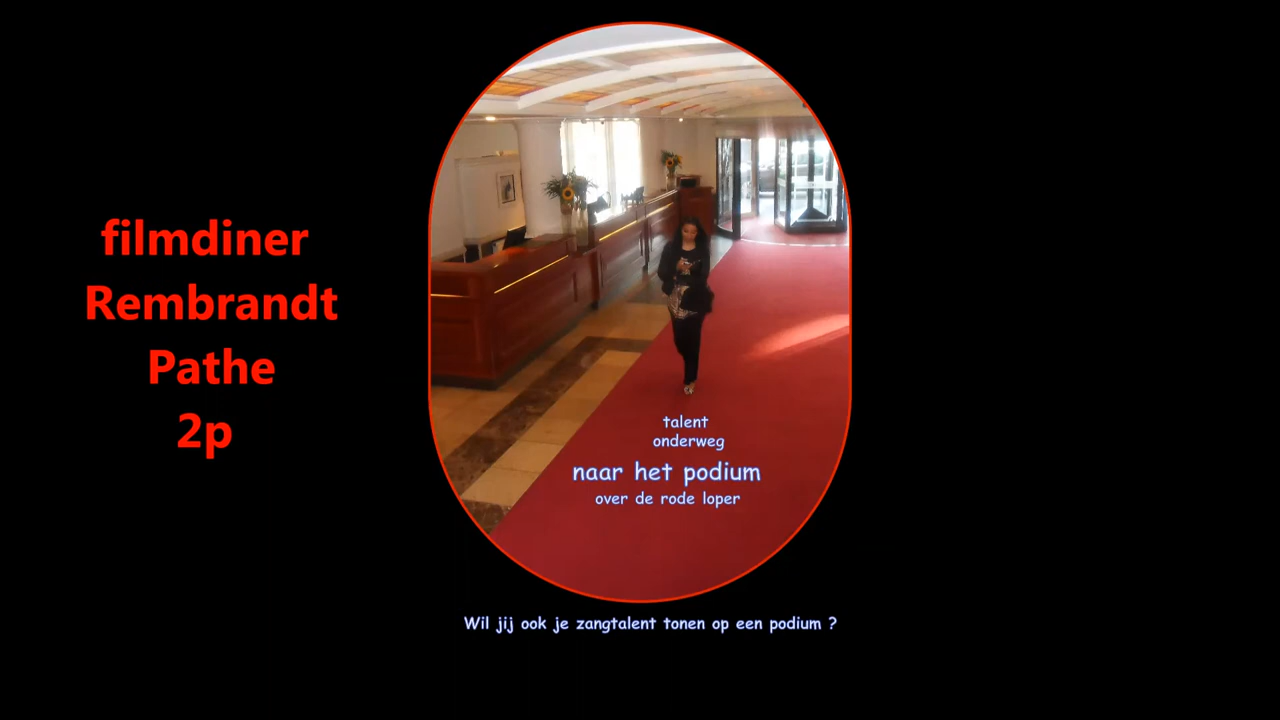 filmdiner
Rembrandt
Pathe
2p
talent
onderweg
naar het podium
over de rode loper
Wil jij ook je zangtalent tonen op een podium ?